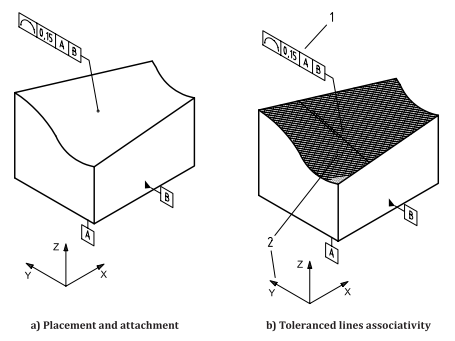 0,15 A B
1
0,15 A B
B
B
A
A
2
Z
Z
Y
X
Y
X
a) Placement and attachment
b) Toleranced lines associativity